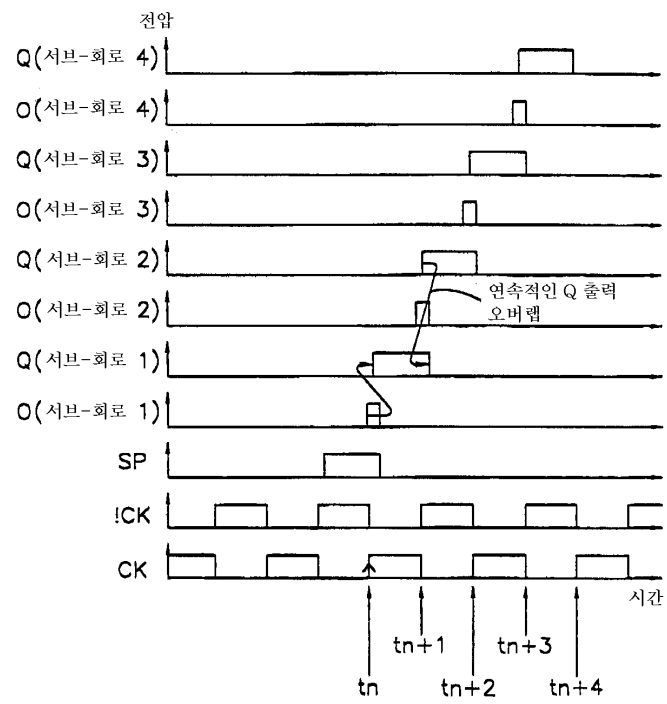 전압
Q(서브-회로 4)
O(서브-회로 4)
Q(서브-회로 3)
O(서브-회로 3)
Q(서브-회로 2)
연속적인 Q 출력
오버랩
O(서브-회로 2)
Q(서브-회로 1)
O(서브-회로 1)
SP
!CK
CK
시간
tn+1
tn+3
tn
tn+2
tn+4